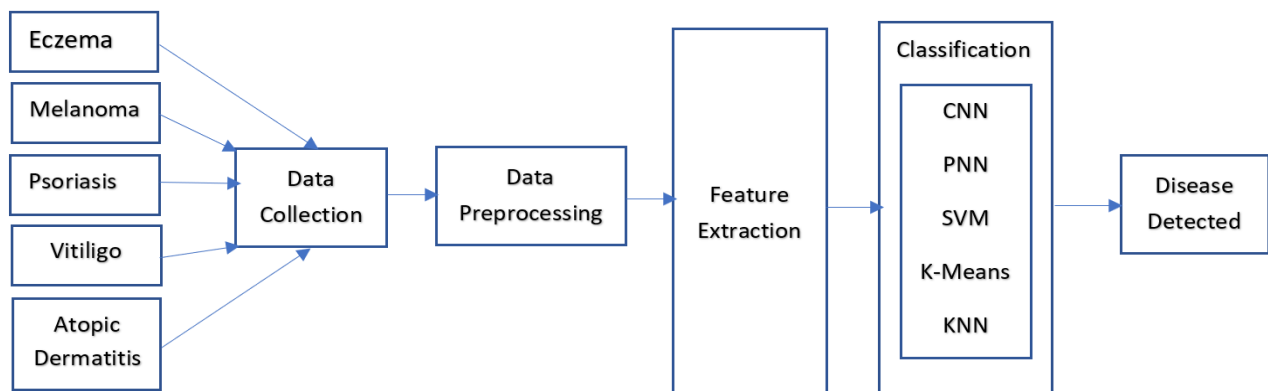 Eczema
Melanoma
Psoriasis
Vitiligo
Atopic
Dermatitis
Data
Collection
Data
Preprocessing
Feature
Extraction
Classification
CNN
PNN
SVM
K-Means
KNN
Disease
Detected